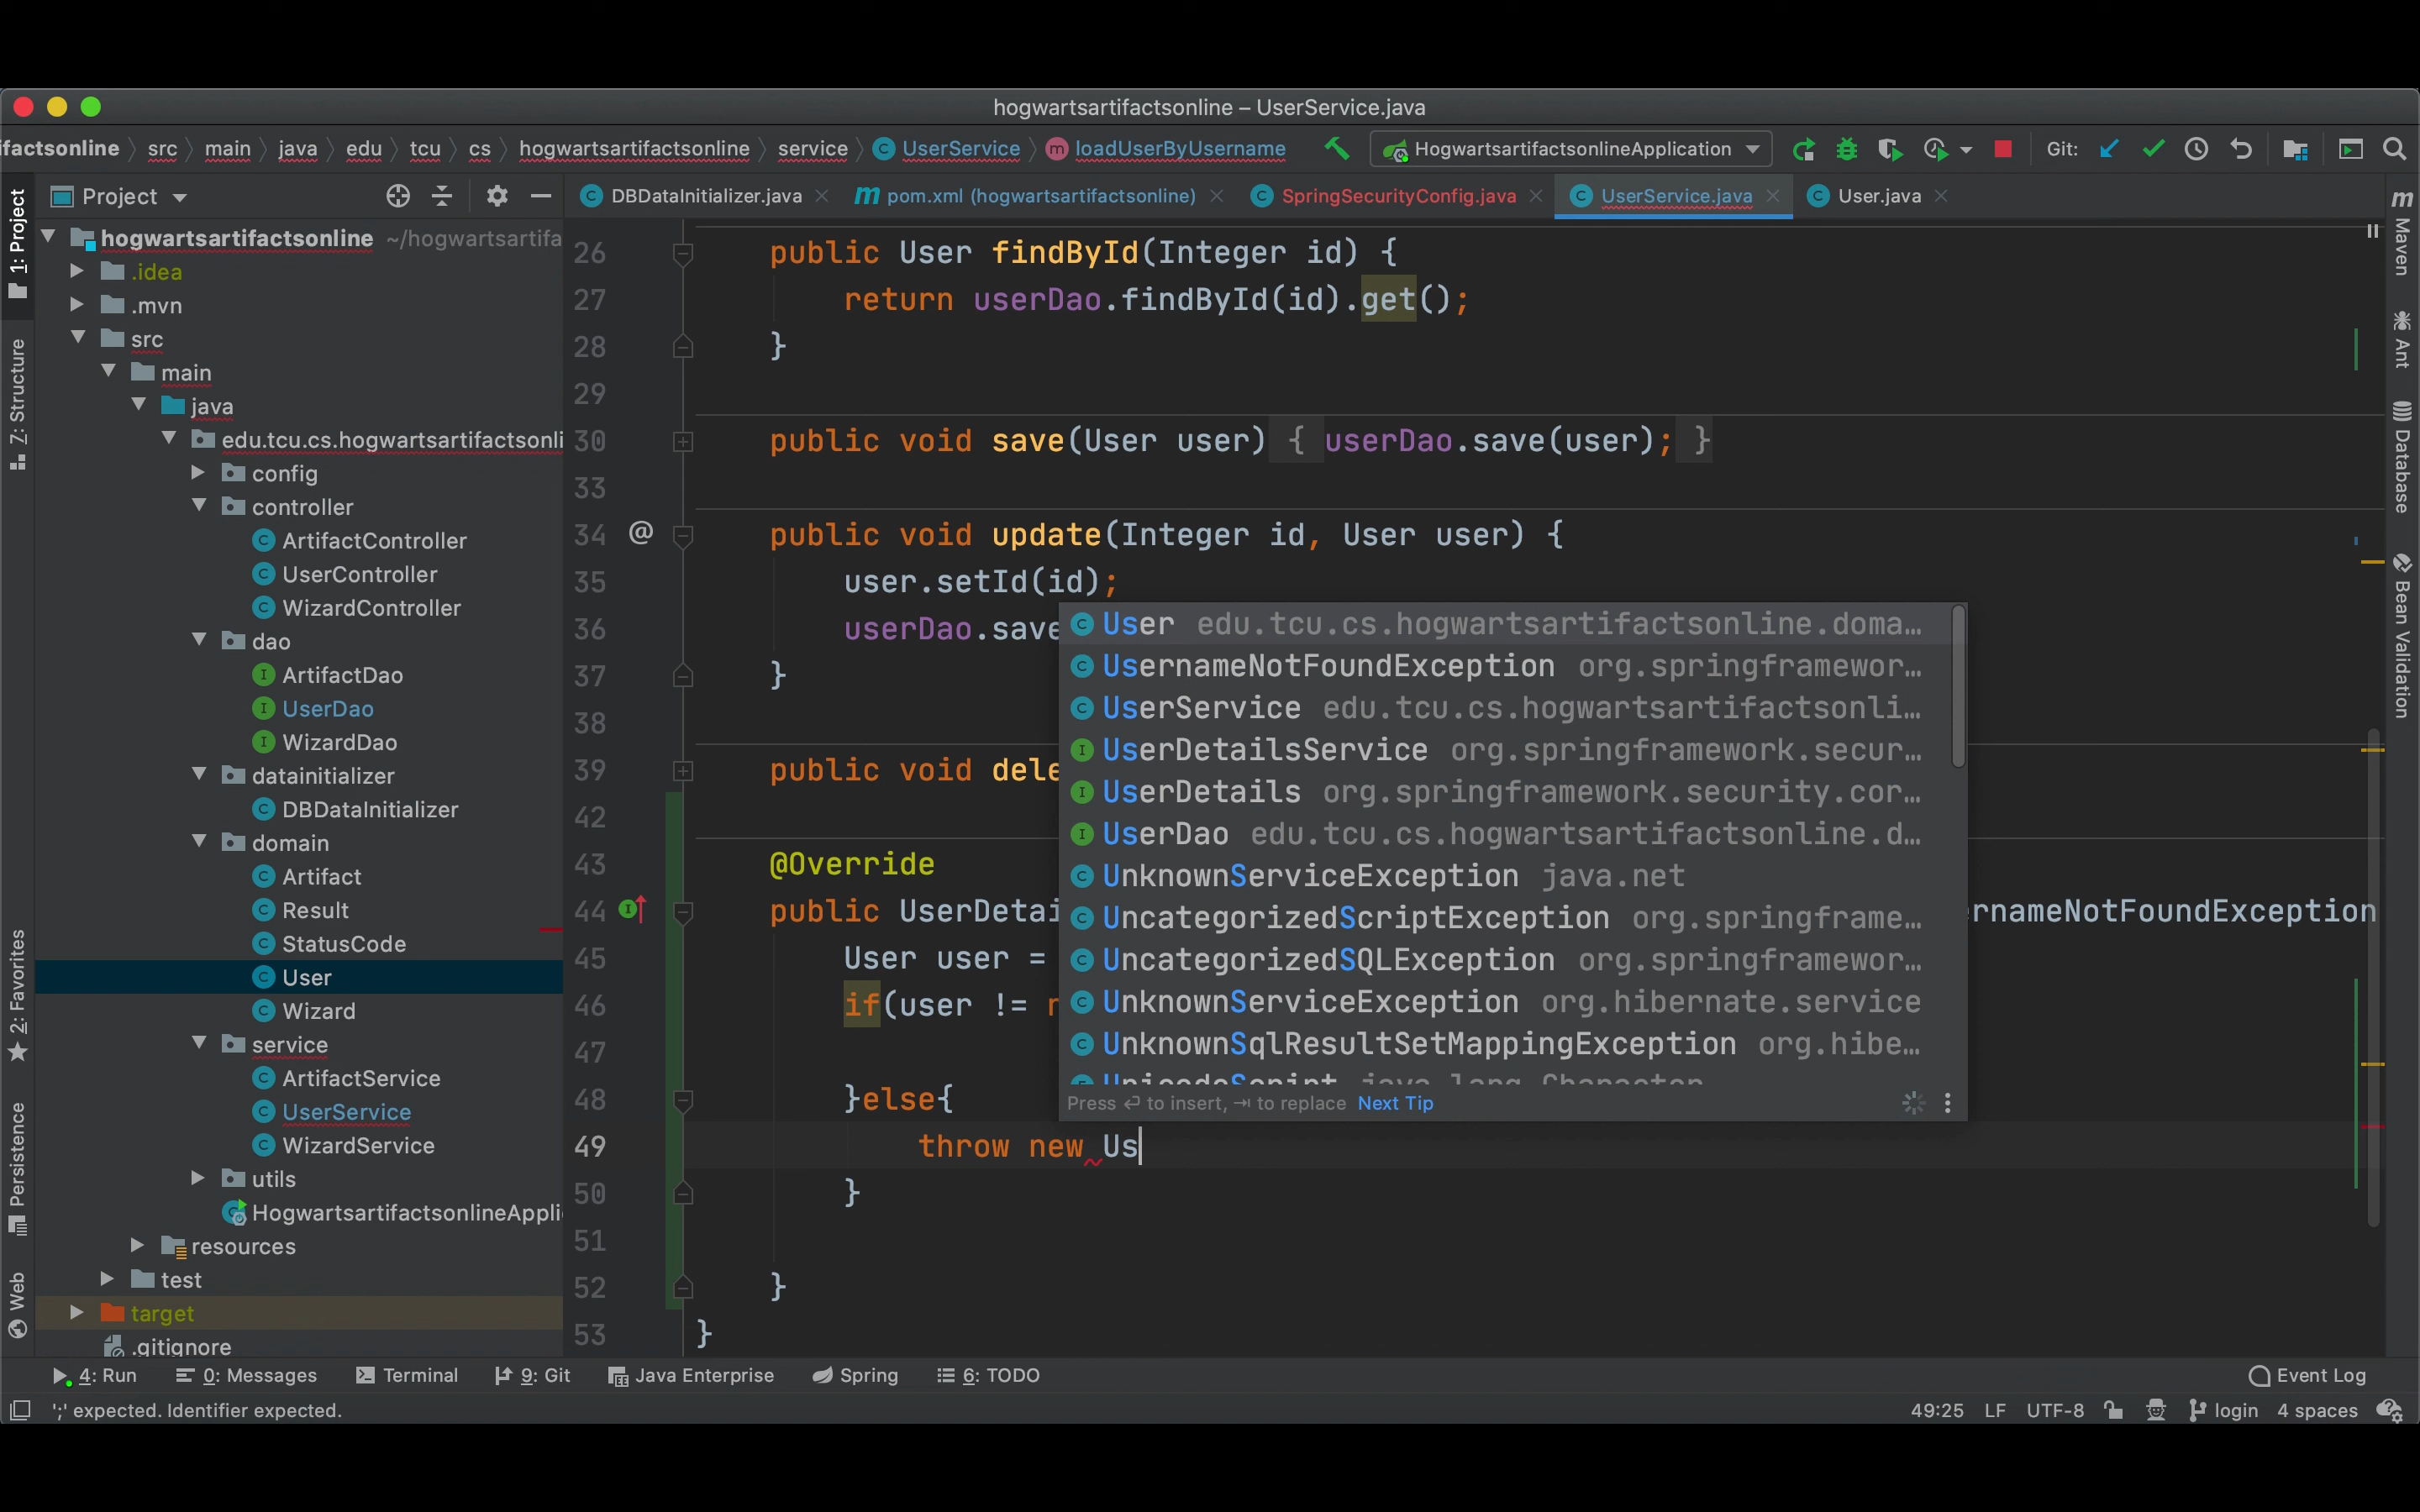 hogwartsartifactsonline – UserService.java
ifactsonline src main java edu tcu cs hogwartsartifactsonline service UserService loadUserByUsername HogwartsartifactsonlineApplication Git:
Project
DBDataInitializer.java pom.xml (hogwartsartifactsonline) SpringSecurityConfig.java UserService.java User.java
1: Project
Z: Structure
2: Favorites
Persistence
Web
hogwartsartifactsonline ~/hogwartsartifa
.idea
.mvn
src
main
java
edu.tcu.cs.hogwartsartifactsonli
config
controller
ArtifactController
UserController
WizardController
dao
ArtifactDao
UserDao
WizardDao
datainitializer
DBDataInitializer
domain
Artifact
Result
StatusCode
User
Wizard
service
ArtifactService
UserService
WizardService
utils
HogwartsartifactsonlineAppli
resources
test
target
.gitignore
26 public User findById(Integer id) {
27 return userDao.findById(id).get();
28 }
29
30 public void save(User user) { userDao.save(user); }
33
34 @ public void update(Integer id, User user) {
35 user.setId(id);
36 userDao.save
37 }
38
39 public void dele
42
43 @Override
44 public UserDetai rnameNotFoundException
45 User user =
46 if(user != n
47
48 }else{
49 throw new Us
50 }
51
52 }
53 }
User edu.tcu.cs.hogwartsartifactsonline.doma…
UsernameNotFoundException org.springframewor…
UserService edu.tcu.cs.hogwartsartifactsonli…
UserDetailsService org.springframework.secur…
UserDetails org.springframework.security.cor…
UserDao edu.tcu.cs.hogwartsartifactsonline.d…
UnknownServiceException java.net
UncategorizedScriptException org.springframe…
UncategorizedSQLException org.springframewor…
UnknownServiceException org.hibernate.service
UnknownSqlResultSetMappingException org.hibe…
UnicodeScript java.lang.Character
Press ↵ to insert, ⇥ to replace Next Tip
Maven
Ant
Database
Bean Validation
4: Run 0: Messages Terminal 9: Git Java Enterprise Spring 6: TODO Event Log
';' expected. Identifier expected. 49:25 LF UTF-8 login 4 spaces